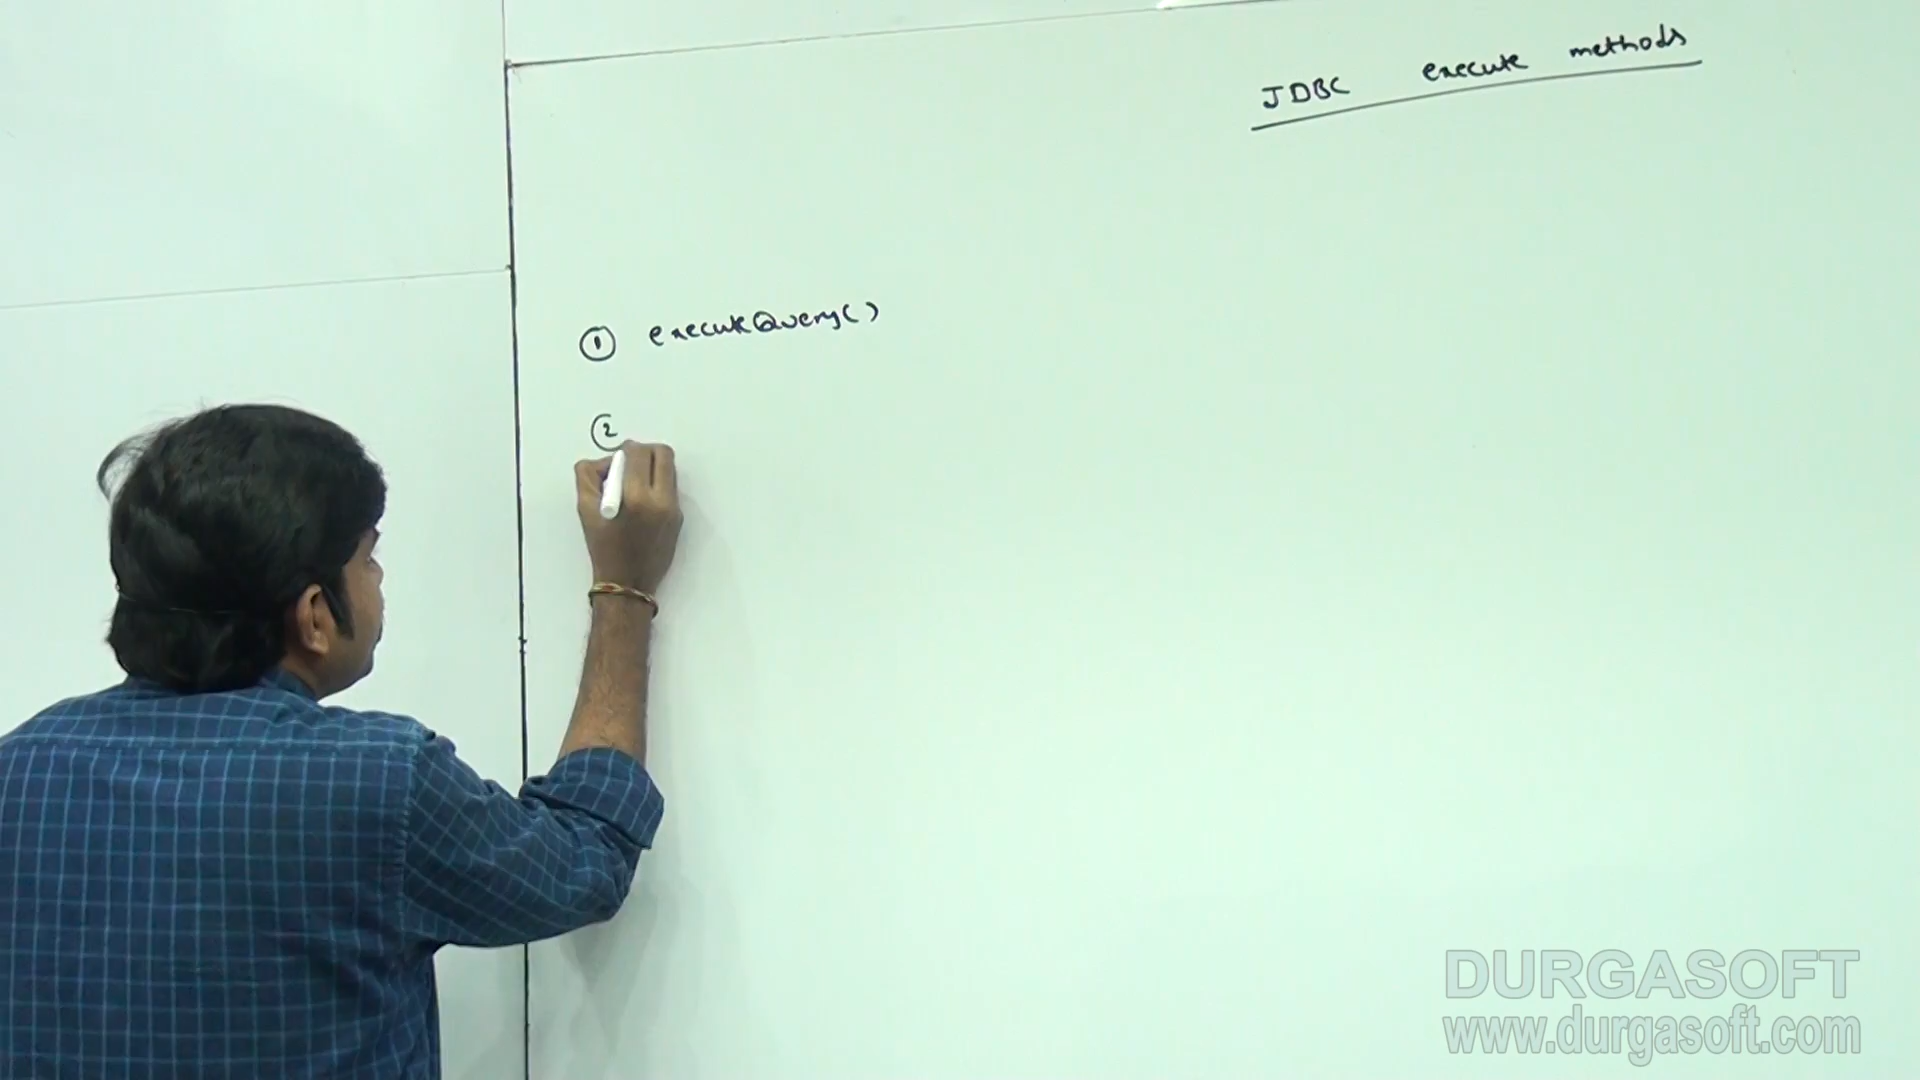 JDBC execute methods
① executeQuery()
②
DURGASOFT
www.durgasoft.com